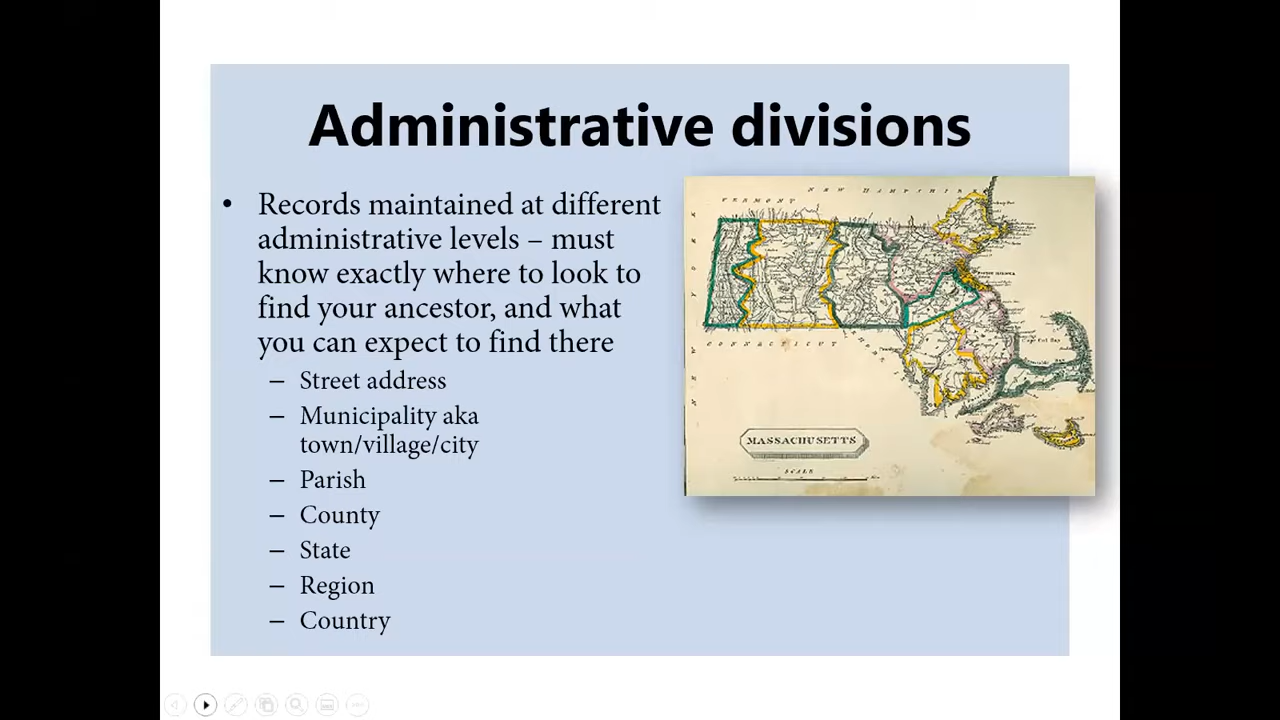 Administrative divisions
• Records maintained at different
administrative levels – must
know exactly where to look to
find your ancestor, and what
you can expect to find there
– Street address
– Municipality aka
town/village/city
– Parish
– County
– State
– Region
– Country
NEW HAMPSHIRE
VERMONT
CONNECTICUT
MASSACHUSETTS
SCALE